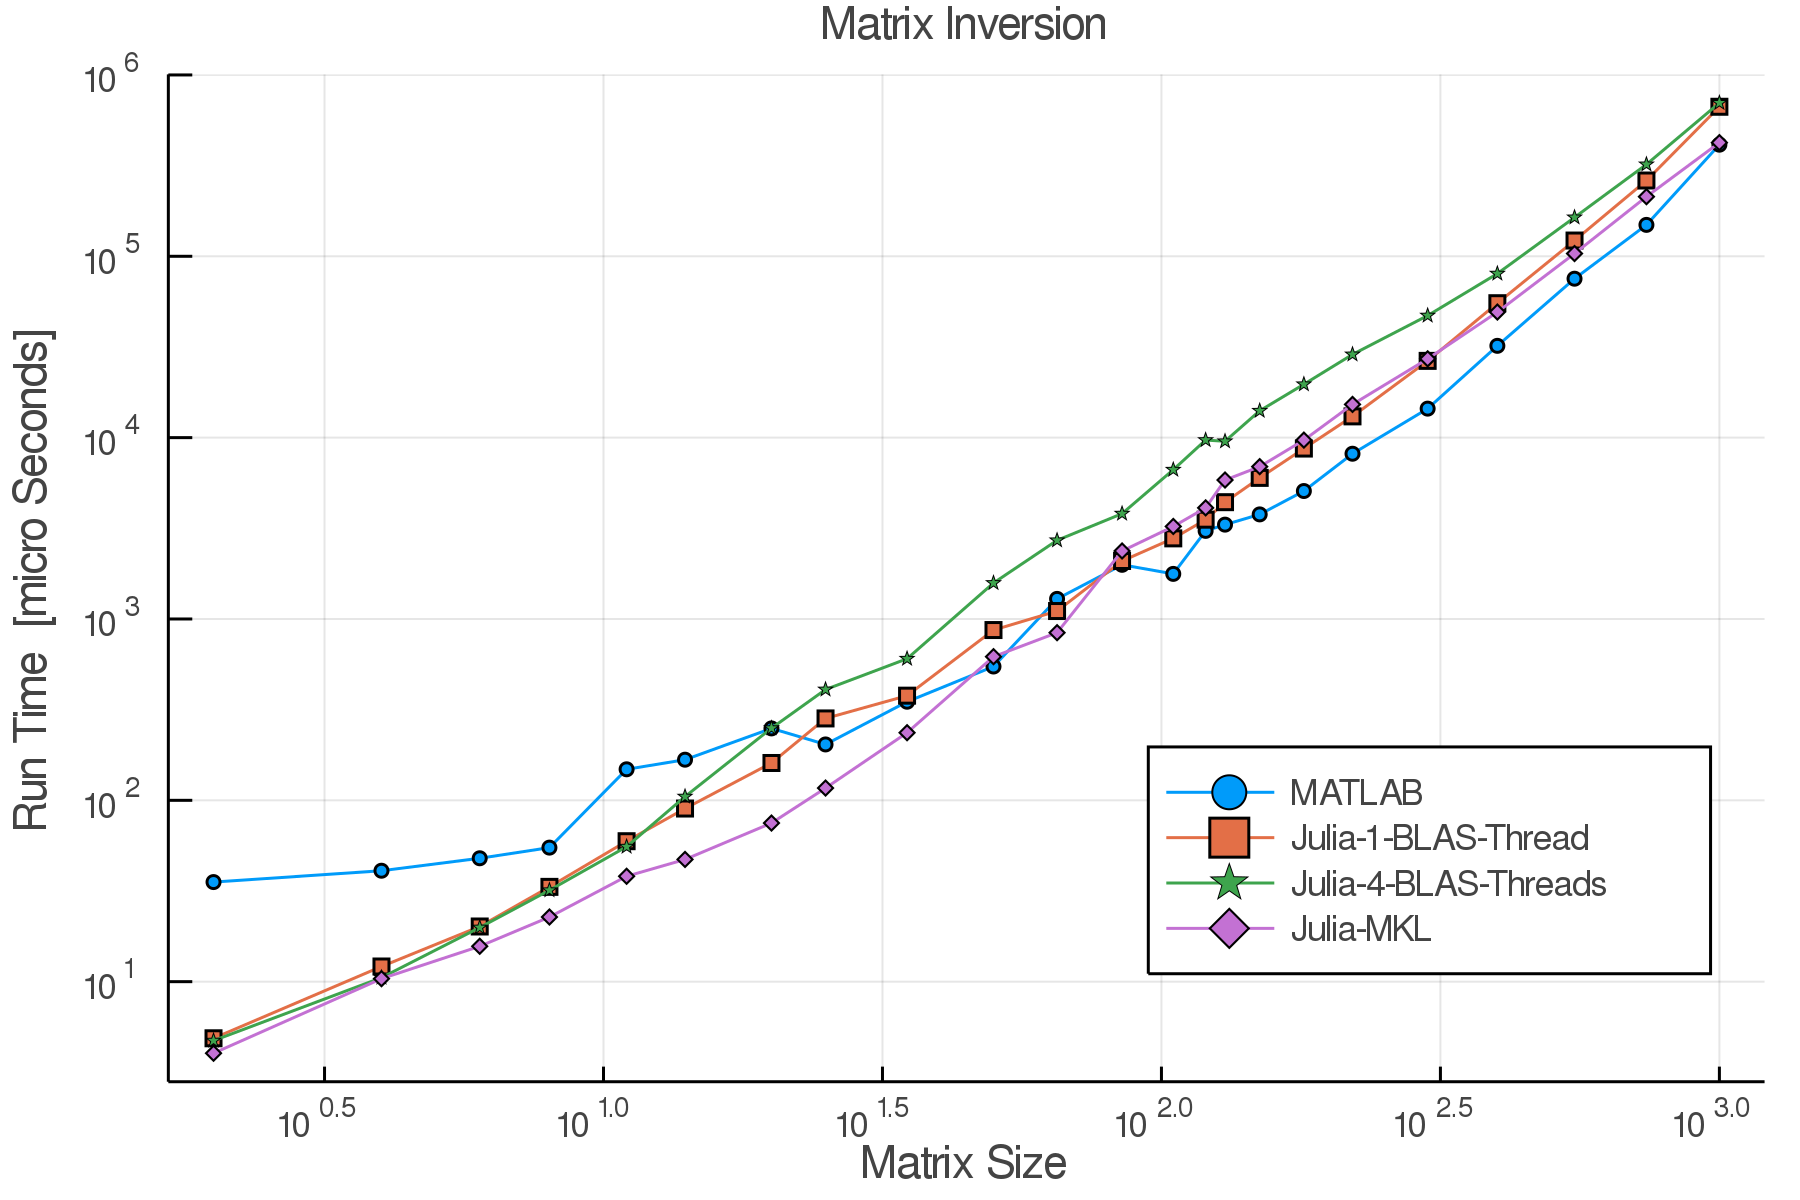 Matrix Inversion
Run Time [micro Seconds]
10^6
10^5
10^4
10^3
10^2
10^1
MATLAB
Julia-1-BLAS-Thread
Julia-4-BLAS-Threads
Julia-MKL
10^0.5 10^1.0 10^1.5 10^2.0 10^2.5 10^3.0
Matrix Size